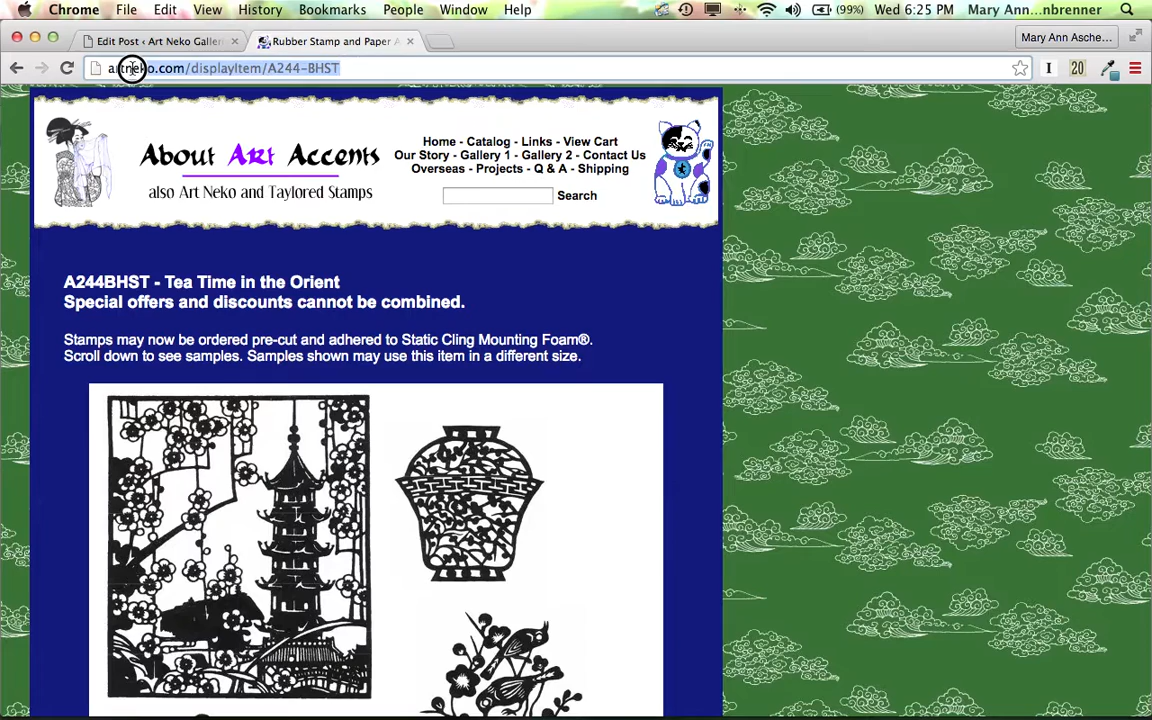 Chrome File Edit View History Bookmarks People Window Help (99%) Wed 6:25 PM Mary Ann...nbrenner
Edit Post ‹ Art Neko Galler × Rubber Stamp and Paper A × Mary Ann Asche...
artneko.com/displayItem/A244-BHST 20
Home - Catalog - Links - View Cart
About Art Accents Our Story - Gallery 1 - Gallery 2 - Contact Us
Overseas - Projects - Q & A - Shipping
also Art Neko and Taylored Stamps Search
A244BHST - Tea Time in the Orient
Special offers and discounts cannot be combined.
Stamps may now be ordered pre-cut and adhered to Static Cling Mounting Foam®.
Scroll down to see samples. Samples shown may use this item in a different size.